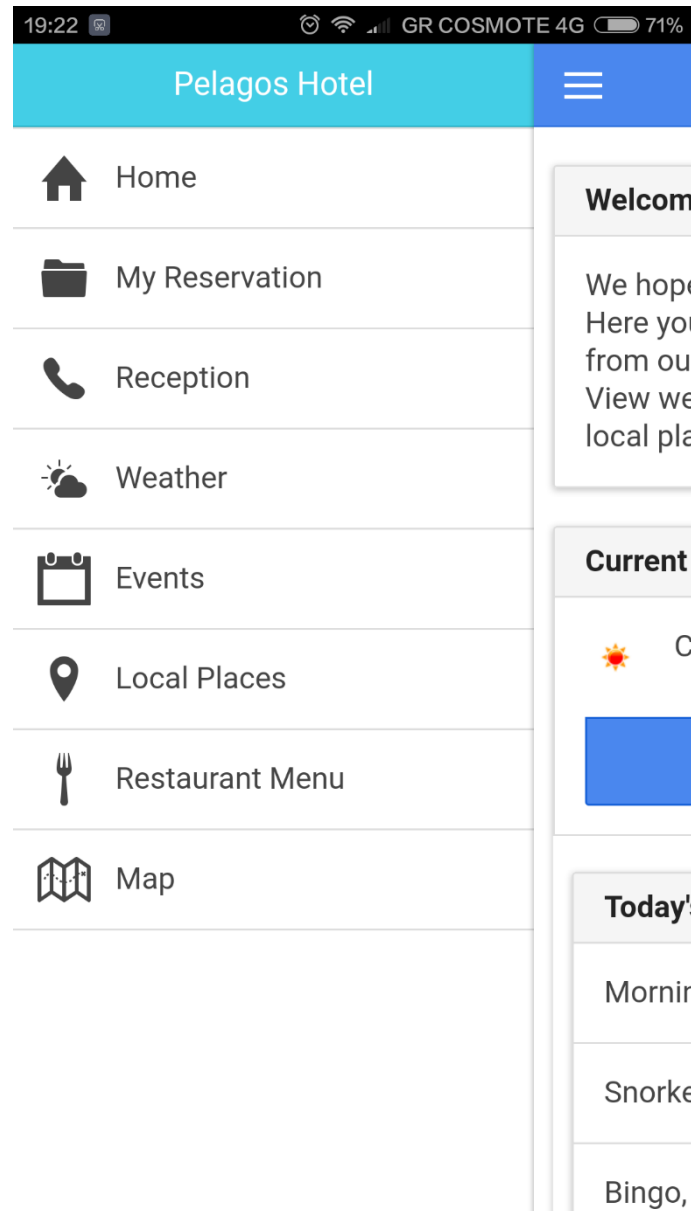 19:22 GR COSMOTE 4G 71%
Pelagos Hotel
Home
My Reservation
Reception
Weather
Events
Local Places
Restaurant Menu
Map
Welcom
We hope
Here you
from ou
View we
local pla
Current
C
Today's
Mornin
Snorke
Bingo,